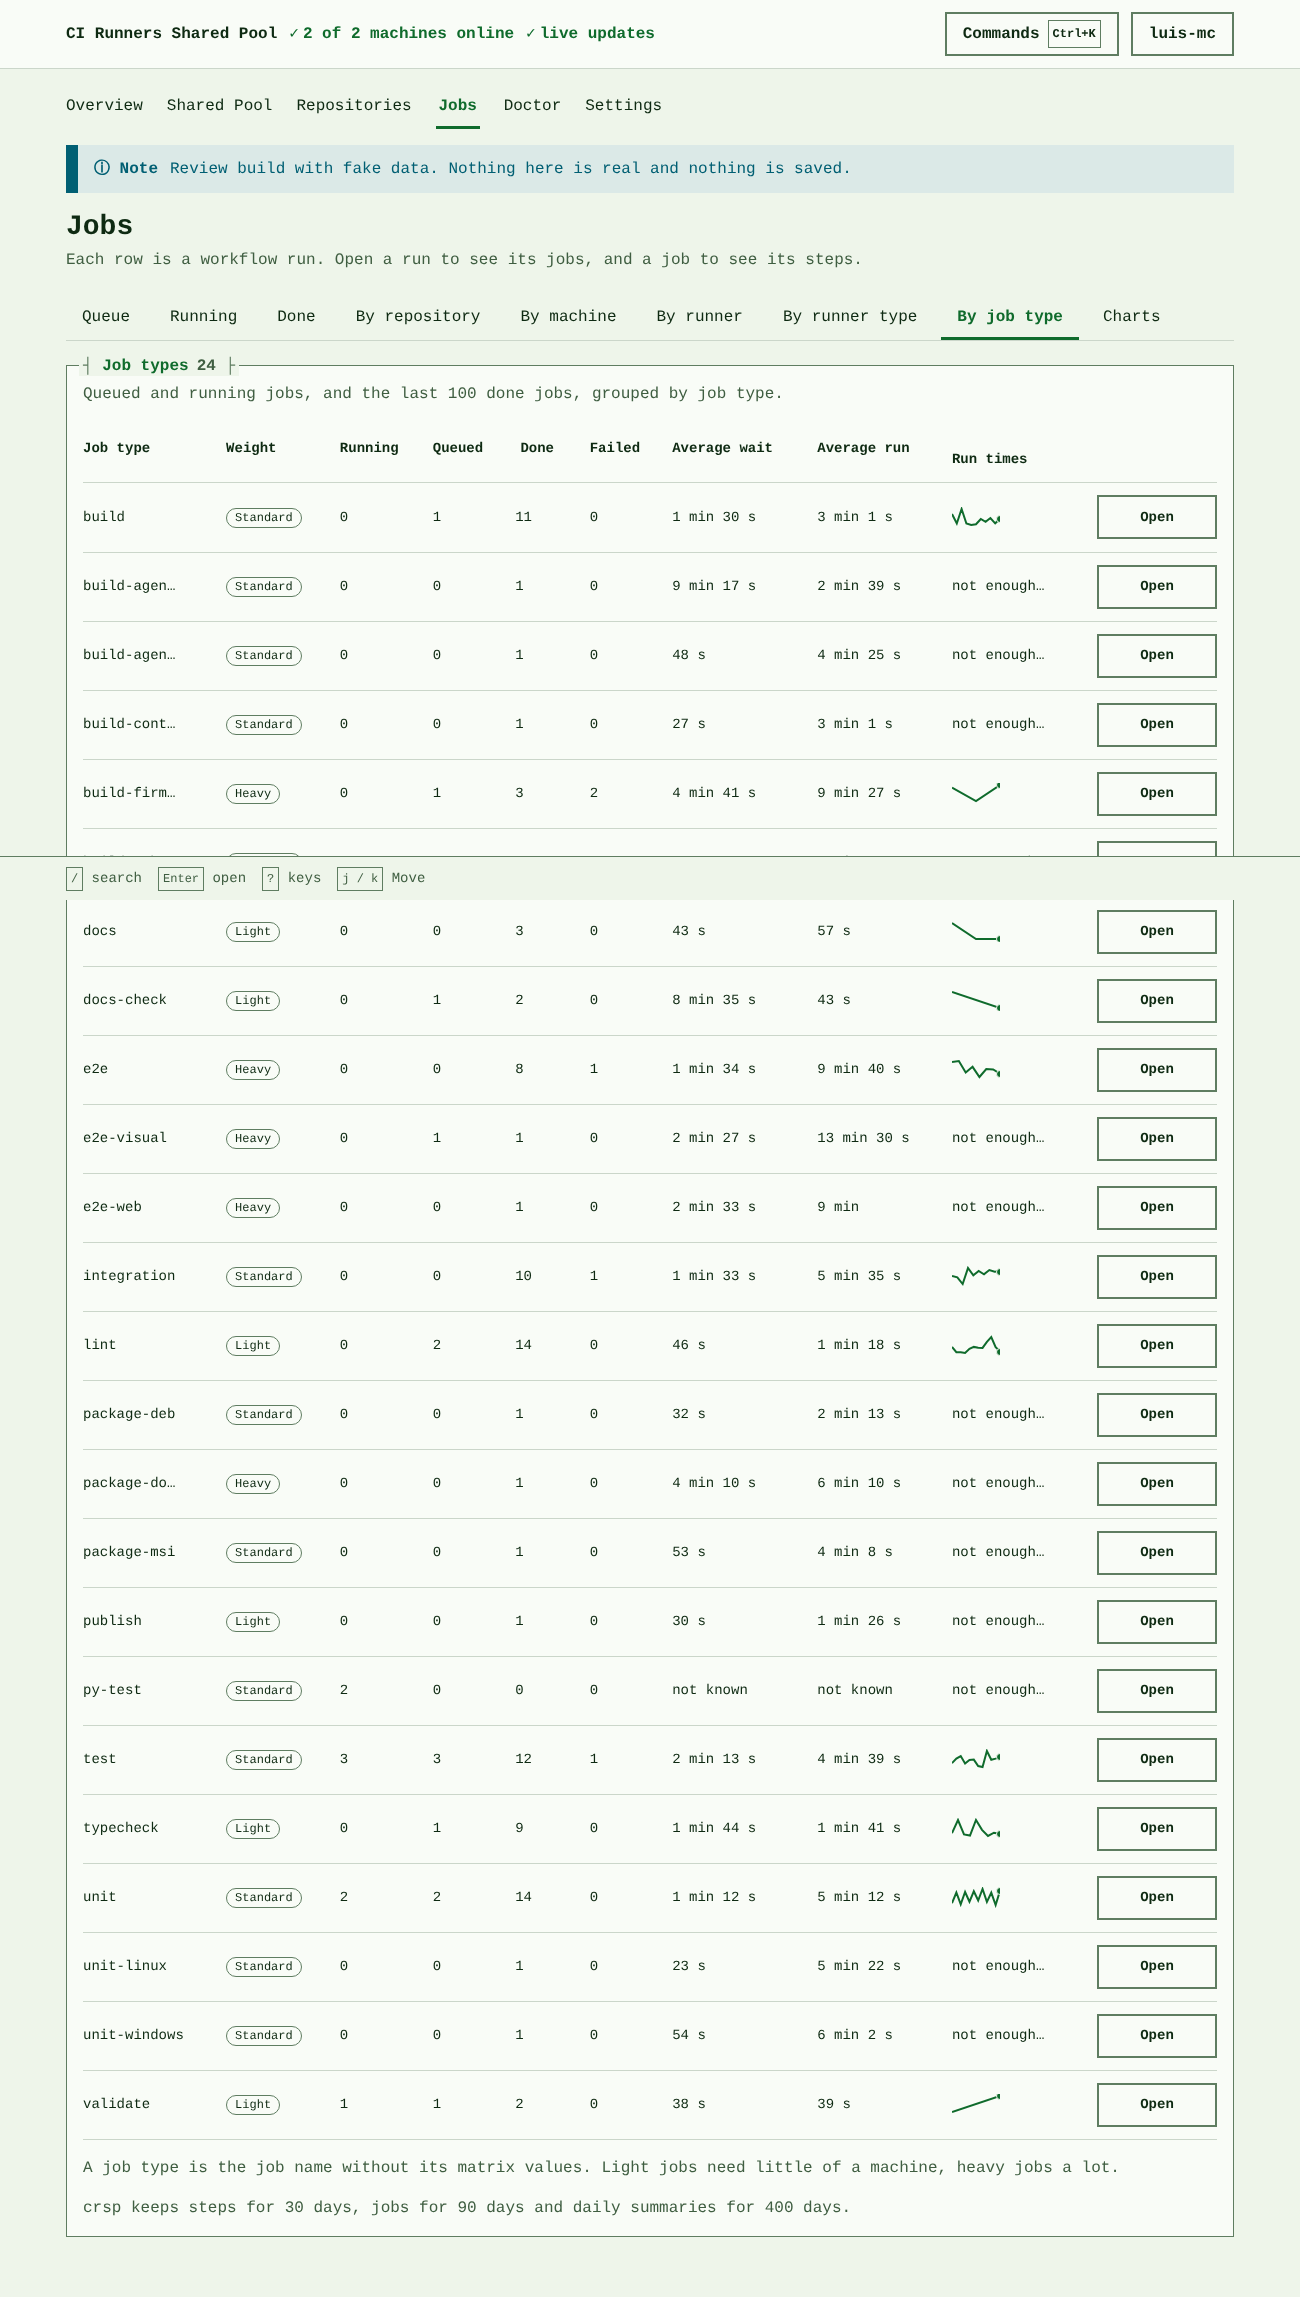 CI Runners Shared Pool ✓ 2 of 2 machines online ✓ live updates Commands Ctrl+K luis-mc
Overview Shared Pool Repositories Jobs Doctor Settings
ⓘ Note Review build with fake data. Nothing here is real and nothing is saved.
Jobs
Each row is a workflow run. Open a run to see its jobs, and a job to see its steps.
Queue Running Done By repository By machine By runner By runner type By job type Charts
Job types 24
Queued and running jobs, and the last 100 done jobs, grouped by job type.
Job type Weight Running Queued Done Failed Average wait Average run Run times
build Standard 0 1 11 0 1 min 30 s 3 min 1 s Open
build-agen… Standard 0 0 1 0 9 min 17 s 2 min 39 s not enough… Open
build-agen… Standard 0 0 1 0 48 s 4 min 25 s not enough… Open
build-cont… Standard 0 0 1 0 27 s 3 min 1 s not enough… Open
build-firm… Heavy 0 1 3 2 4 min 41 s 9 min 27 s Open
/ search Enter open ? keys j / k Move
docs Light 0 0 3 0 43 s 57 s Open
docs-check Light 0 1 2 0 8 min 35 s 43 s Open
e2e Heavy 0 0 8 1 1 min 34 s 9 min 40 s Open
e2e-visual Heavy 0 1 1 0 2 min 27 s 13 min 30 s not enough… Open
e2e-web Heavy 0 0 1 0 2 min 33 s 9 min not enough… Open
integration Standard 0 0 10 1 1 min 33 s 5 min 35 s Open
lint Light 0 2 14 0 46 s 1 min 18 s Open
package-deb Standard 0 0 1 0 32 s 2 min 13 s not enough… Open
package-do… Heavy 0 0 1 0 4 min 10 s 6 min 10 s not enough… Open
package-msi Standard 0 0 1 0 53 s 4 min 8 s not enough… Open
publish Light 0 0 1 0 30 s 1 min 26 s not enough… Open
py-test Standard 2 0 0 0 not known not known not enough… Open
test Standard 3 3 12 1 2 min 13 s 4 min 39 s Open
typecheck Light 0 1 9 0 1 min 44 s 1 min 41 s Open
unit Standard 2 2 14 0 1 min 12 s 5 min 12 s Open
unit-linux Standard 0 0 1 0 23 s 5 min 22 s not enough… Open
unit-windows Standard 0 0 1 0 54 s 6 min 2 s not enough… Open
validate Light 1 1 2 0 38 s 39 s Open
A job type is the job name without its matrix values. Light jobs need little of a machine, heavy jobs a lot.
crsp keeps steps for 30 days, jobs for 90 days and daily summaries for 400 days.